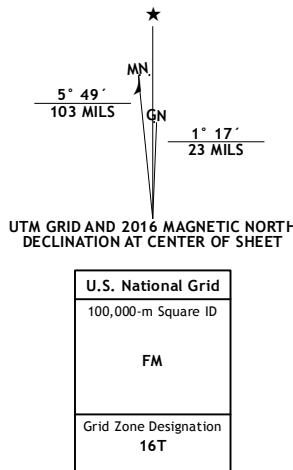 MN
GN
5° 49´
103 MILS
1° 17´
23 MILS
UTM GRID AND 2016 MAGNETIC NORTH
DECLINATION AT CENTER OF SHEET
U.S. National Grid
100,000-m Square ID
FM
Grid Zone Designation
16T